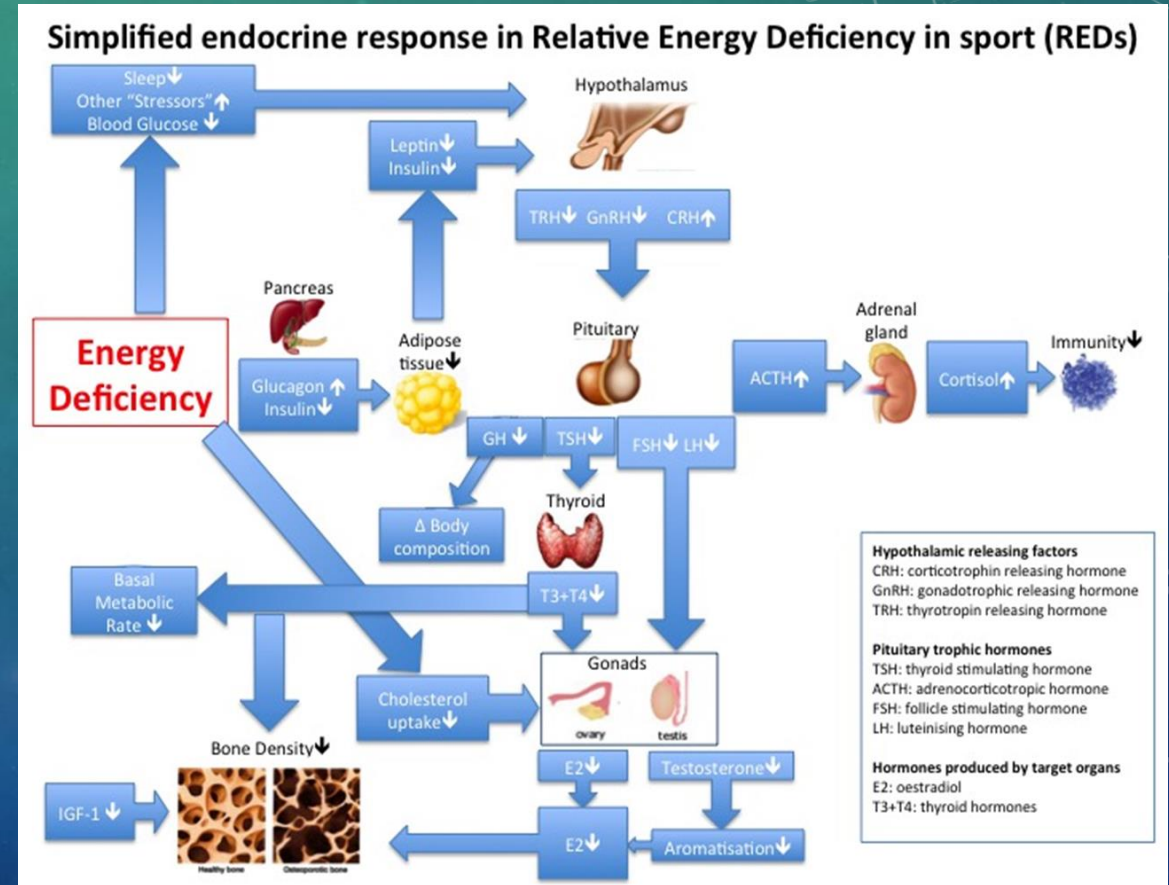 Simplified endocrine response in Relative Energy Deficiency in sport (REDs)
Sleep↓
Other "Stressors"↑
Blood Glucose ↓
Hypothalamus
Leptin↓
Insulin↓
TRH↓ GnRH↓ CRH↑
Pancreas
Energy
Deficiency
Glucagon ↑
Insulin↓
Adipose
tissue↓
Pituitary
ACTH↑
Adrenal
gland
Cortisol↑
Immunity↓
GH ↓
TSH↓
FSH↓ LH↓
Δ Body
composition
Thyroid
Basal
Metabolic
Rate ↓
T3+T4↓
Cholesterol
uptake↓
Gonads
ovary
testis
Bone Density↓
IGF-1 ↓
Healthy bone
Osteoporotic bone
E2↓
Testosterone↓
E2↓
Aromatisation↓
Hypothalamic releasing factors
CRH: corticotrophin releasing hormone
GnRH: gonadotrophic releasing hormone
TRH: thyrotropin releasing hormone
Pituitary trophic hormones
TSH: thyroid stimulating hormone
ACTH: adrenocorticotropic hormone
FSH: follicle stimulating hormone
LH: luteinising hormone
Hormones produced by target organs
E2: oestradiol
T3+T4: thyroid hormones